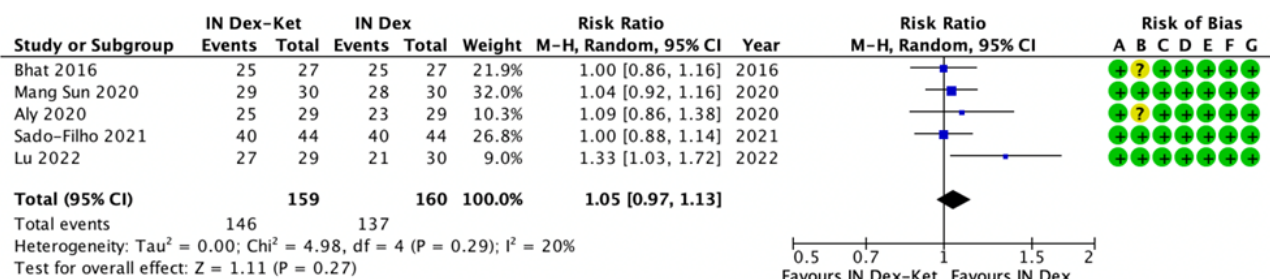 IN Dex-Ket IN Dex Risk Ratio Risk Ratio Risk of Bias
Study or Subgroup Events Total Events Total Weight M-H, Random, 95% CI Year M-H, Random, 95% CI A B C D E F G
Bhat 2016 25 27 25 27 21.9% 1.00 [0.86, 1.16] 2016 + ? + + + + +
Mang Sun 2020 29 30 28 30 32.0% 1.04 [0.92, 1.16] 2020 + + + + + + +
Aly 2020 25 29 23 29 10.3% 1.09 [0.86, 1.38] 2020 + ? + + + + +
Sado-Filho 2021 40 44 40 44 26.8% 1.00 [0.88, 1.14] 2021 + + + + + + +
Lu 2022 27 29 21 30 9.0% 1.33 [1.03, 1.72] 2022 + + + + + + +
Total (95% CI) 159 160 100.0% 1.05 [0.97, 1.13]
Total events 146 137
Heterogeneity: Tau² = 0.00; Chi² = 4.98, df = 4 (P = 0.29); I² = 20%
Test for overall effect: Z = 1.11 (P = 0.27)
0.5 0.7 1 1.5 2
Favours IN Dex-Ket Favours IN Dex